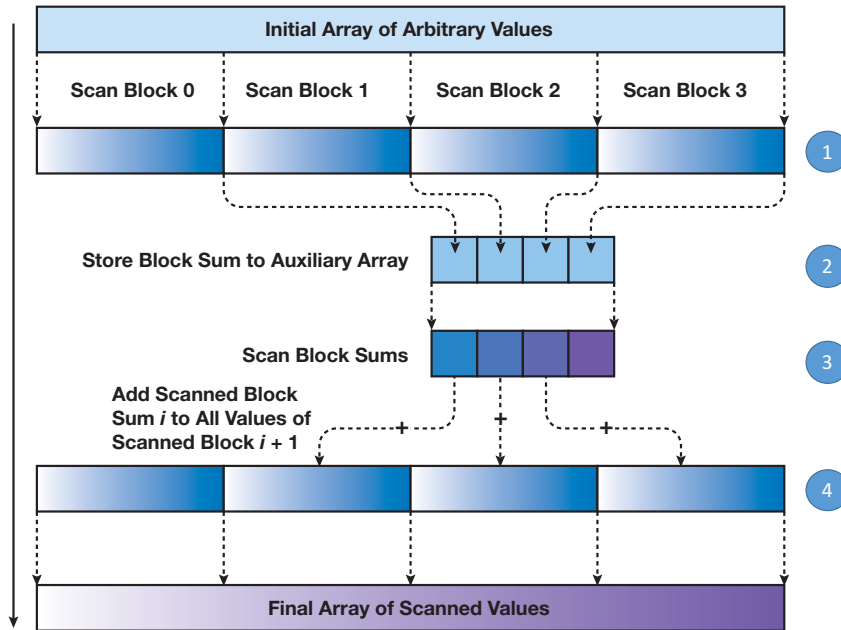 Initial Array of Arbitrary Values
Scan Block 0
Scan Block 1
Scan Block 2
Scan Block 3
1
Store Block Sum to Auxiliary Array
2
Scan Block Sums
3
Add Scanned Block
Sum i to All Values of
Scanned Block i + 1
+
+
+
4
Final Array of Scanned Values